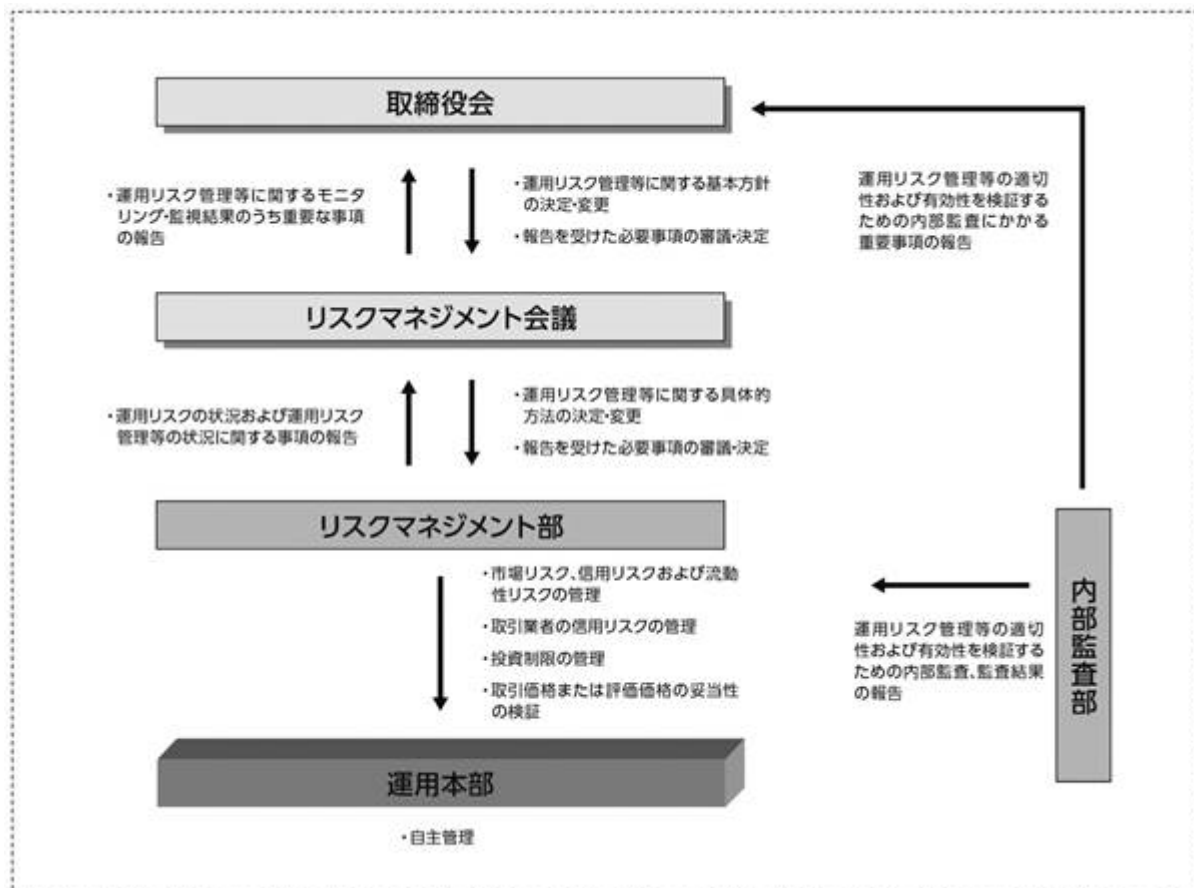 取締役会
・運用リスク管理等に関するモニタ
リング・監視結果のうち重要な事項
の報告
・運用リスク管理等に関する基本方針
の決定・変更
・報告を受けた必要事項の審議・決定
運用リスク管理等の適切
性および有効性を検証す
るための内部監査にかかる
重要事項の報告
リスクマネジメント会議
・運用リスクの状況および運用リスク
管理等の状況に関する事項の報告
・運用リスク管理等に関する具体的
方法の決定・変更
・報告を受けた必要事項の審議・決定
リスクマネジメント部
・市場リスク、信用リスクおよび流動
性リスクの管理
・取引業者の信用リスクの管理
・投資制限の管理
・取引価格または評価価格の妥当性
の検証
運用リスク管理等の適切
性および有効性を検証する
ための内部監査、監査結果
の報告
内部監査部
運用本部
・自主管理